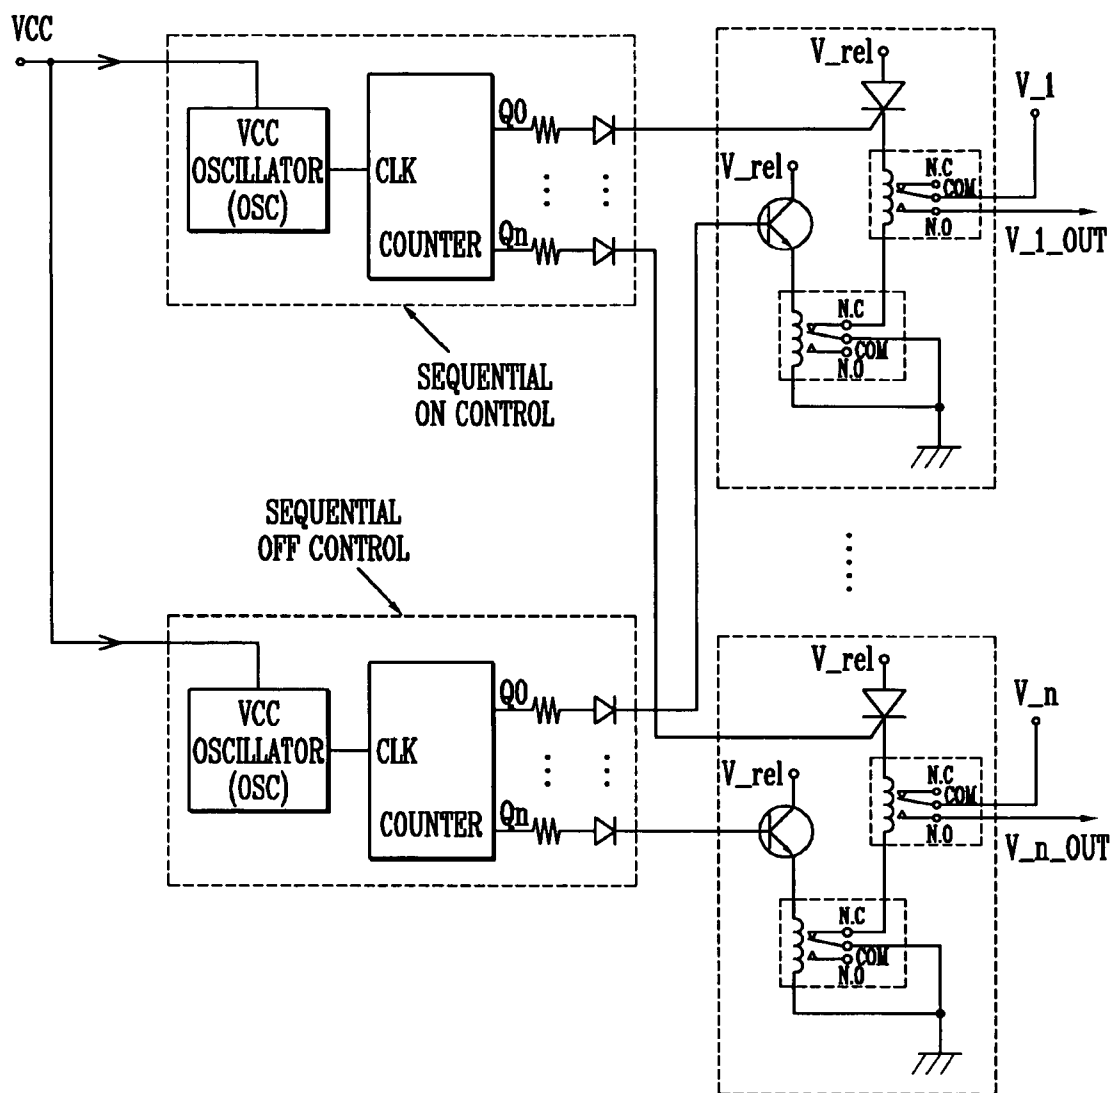 VCC
VCC
OSCILLATOR
(OSC)
CLK
COUNTER
Q0
Qn
SEQUENTIAL
ON CONTROL
V_rel
V_rel
N.C
COM
N.O
V_1
V_1_OUT
N.C
COM
N.O
SEQUENTIAL
OFF CONTROL
VCC
OSCILLATOR
(OSC)
CLK
COUNTER
Q0
Qn
V_rel
V_rel
N.C
COM
N.O
V_n
V_n_OUT
N.C
COM
N.O